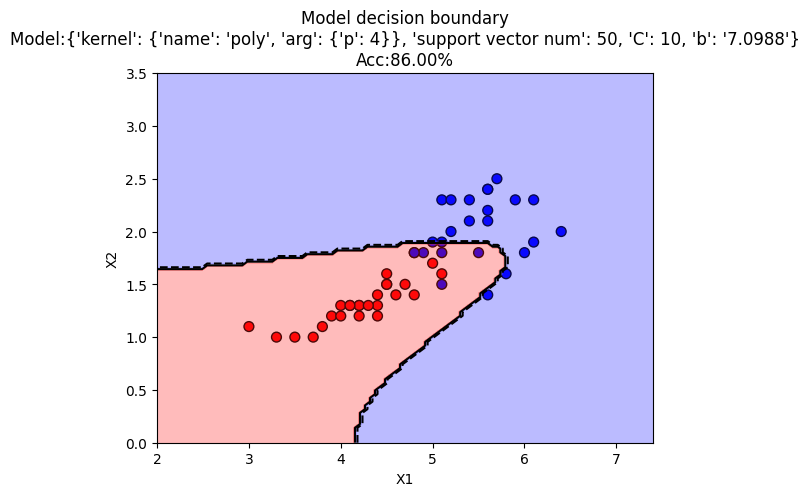 Model decision boundary
Model:{'kernel': {'name': 'poly', 'arg': {'p': 4}}, 'support vector num': 50, 'C': 10, 'b': '7.0988'}
Acc:86.00%
3.5
3.0
2.5
2.0
1.5
1.0
0.5
0.0
X2
2 3 4 5 6 7
X1